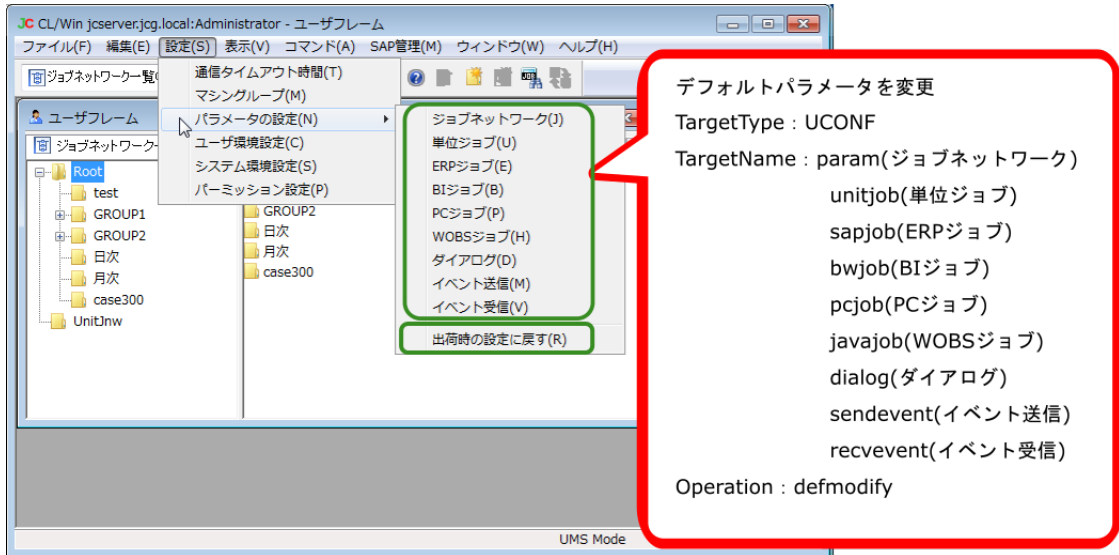 JC CL/Win jcserver.jcg.local:Administrator - ユーザフレーム
ファイル(F) 編集(E) 設定(S) 表示(V) コマンド(A) SAP管理(M) ウィンドウ(W) ヘルプ(H)
ジョブネットワーク一覧
通信タイムアウト時間(T)
マシングループ(M)
パラメータの設定(N)
ユーザ環境設定(C)
システム環境設定(S)
パーミッション設定(P)
ユーザフレーム
ジョブネットワーク
Root
test
GROUP1
GROUP2
日次
月次
case300
UnitJnw
GROUP2
日次
月次
case300
ジョブネットワーク(J)
単位ジョブ(U)
ERPジョブ(E)
BIジョブ(B)
PCジョブ(P)
WOBSジョブ(H)
ダイアログ(D)
イベント送信(M)
イベント受信(V)
出荷時の設定に戻す(R)
UMS Mode
デフォルトパラメータを変更
TargetType:UCONF
TargetName:param(ジョブネットワーク)
unitjob(単位ジョブ)
sapjob(ERPジョブ)
bwjob(BIジョブ)
pcjob(PCジョブ)
javajob(WOBSジョブ)
dialog(ダイアログ)
sendevent(イベント送信)
recvevent(イベント受信)
Operation:defmodify